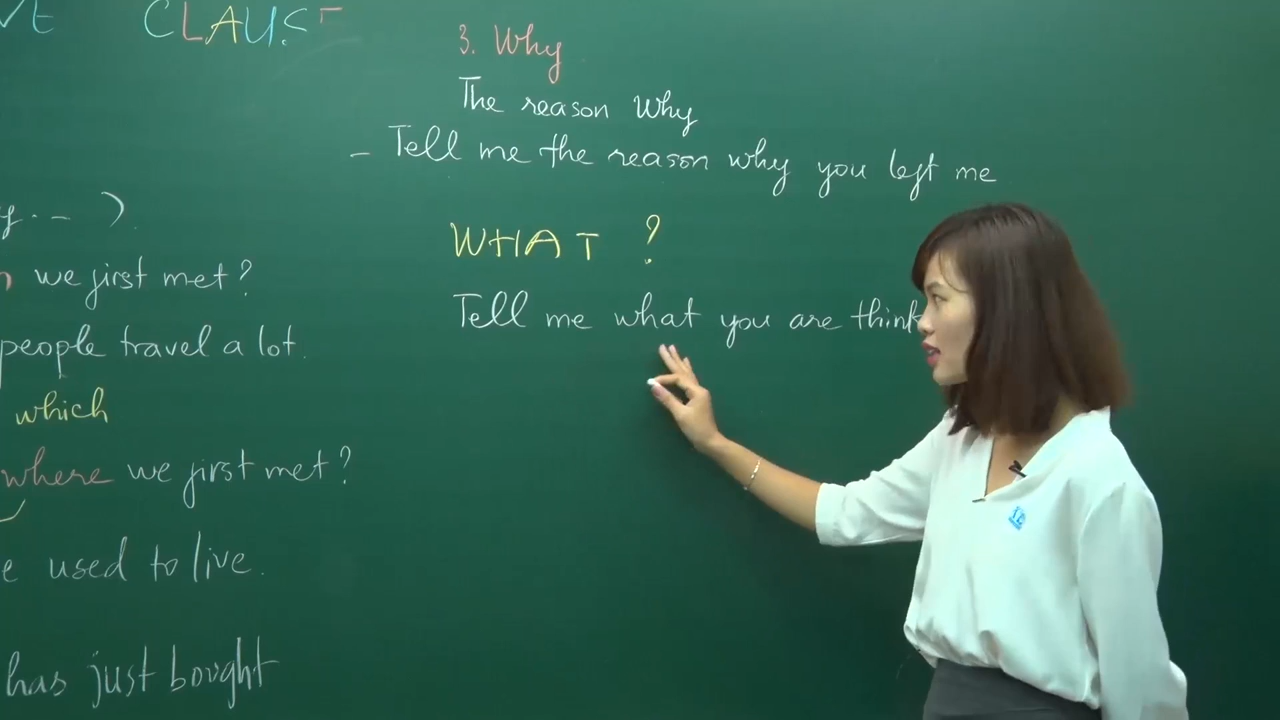 CLAUSE
y... )
we first met?
people travel a lot.
which
where we first met?
e used to live.
has just bought
3. Why
The reason Why
- Tell me the reason why you left me
WHAT ?
Tell me what you are think